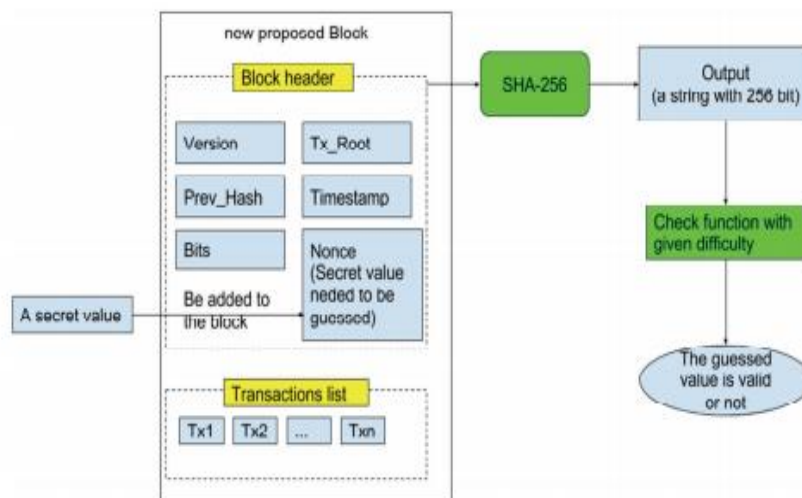 new proposed Block
Block header
Version
Tx_Root
Prev_Hash
Timestamp
Bits
Nonce
(Secret value
neded to be
guessed)
A secret value
Be added to
the block
Transactions list
Tx1
Tx2
...
Txn
SHA-256
Output
(a string with 256 bit)
Check function with
given difficulty
The guessed
value is valid
or not